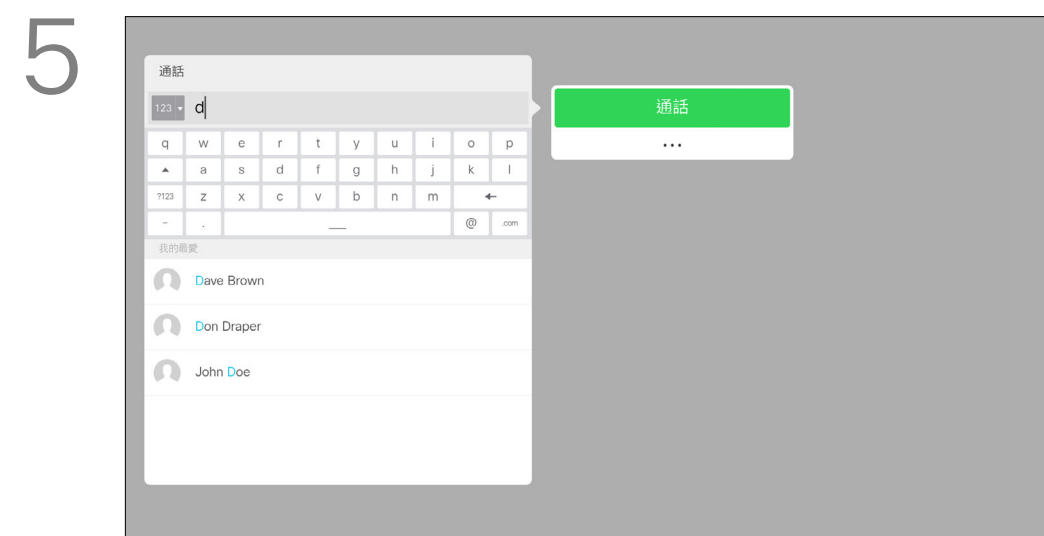 5
通話
123 d
通話
...
q w e r t y u i o p
a s d f g h j k l
?123 z x c v b n m
- . @ .com
我的最愛
Dave Brown
Don Draper
John Doe